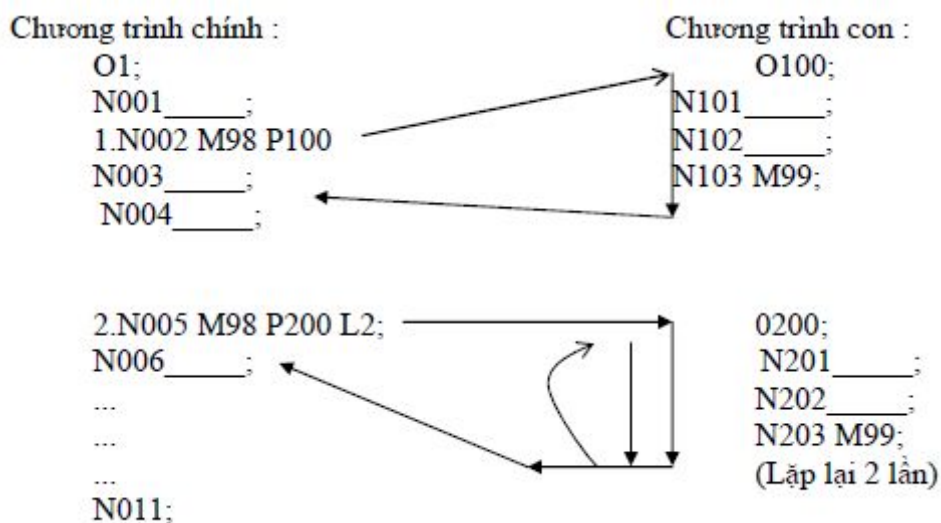 Chương trình chính :
O1;
N001_____;
1.N002 M98 P100
N003_____;
N004_____;
Chương trình con :
O100;
N101_____;
N102_____;
N103 M99;
2.N005 M98 P200 L2;
N006_____;
...
...
...
N011;
0200;
N201_____;
N202_____;
N203 M99;
(Lặp lại 2 lần)